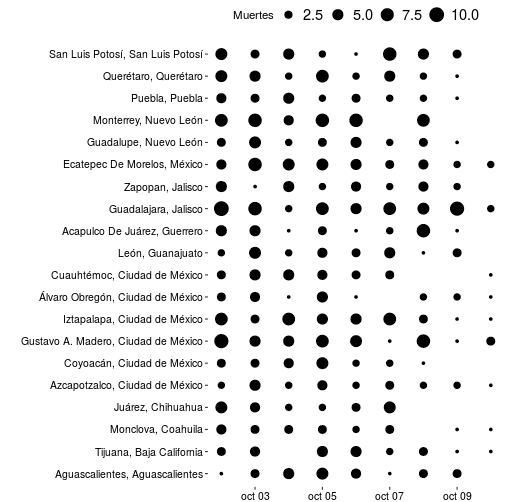 Muertes 2.5 5.0 7.5 10.0
San Luis Potosí, San Luis Potosí
Querétaro, Querétaro
Puebla, Puebla
Monterrey, Nuevo León
Guadalupe, Nuevo León
Ecatepec De Morelos, México
Zapopan, Jalisco
Guadalajara, Jalisco
Acapulco De Juárez, Guerrero
León, Guanajuato
Cuauhtémoc, Ciudad de México
Álvaro Obregón, Ciudad de México
Iztapalapa, Ciudad de México
Gustavo A. Madero, Ciudad de México
Coyoacán, Ciudad de México
Azcapotzalco, Ciudad de México
Juárez, Chihuahua
Monclova, Coahuila
Tijuana, Baja California
Aguascalientes, Aguascalientes
oct 03 oct 05 oct 07 oct 09